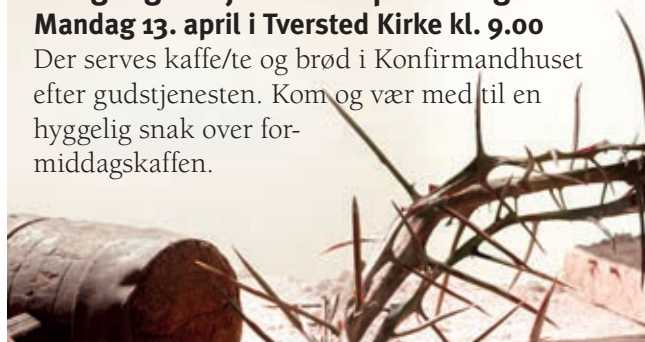 Mandag 13. april i Tversted Kirke kl. 9.00
Der serves kaffe/te og brød i Konfirmandhuset
efter gudstjenesten. Kom og vær med til en
hyggelig snak over for-
middagskaffen.